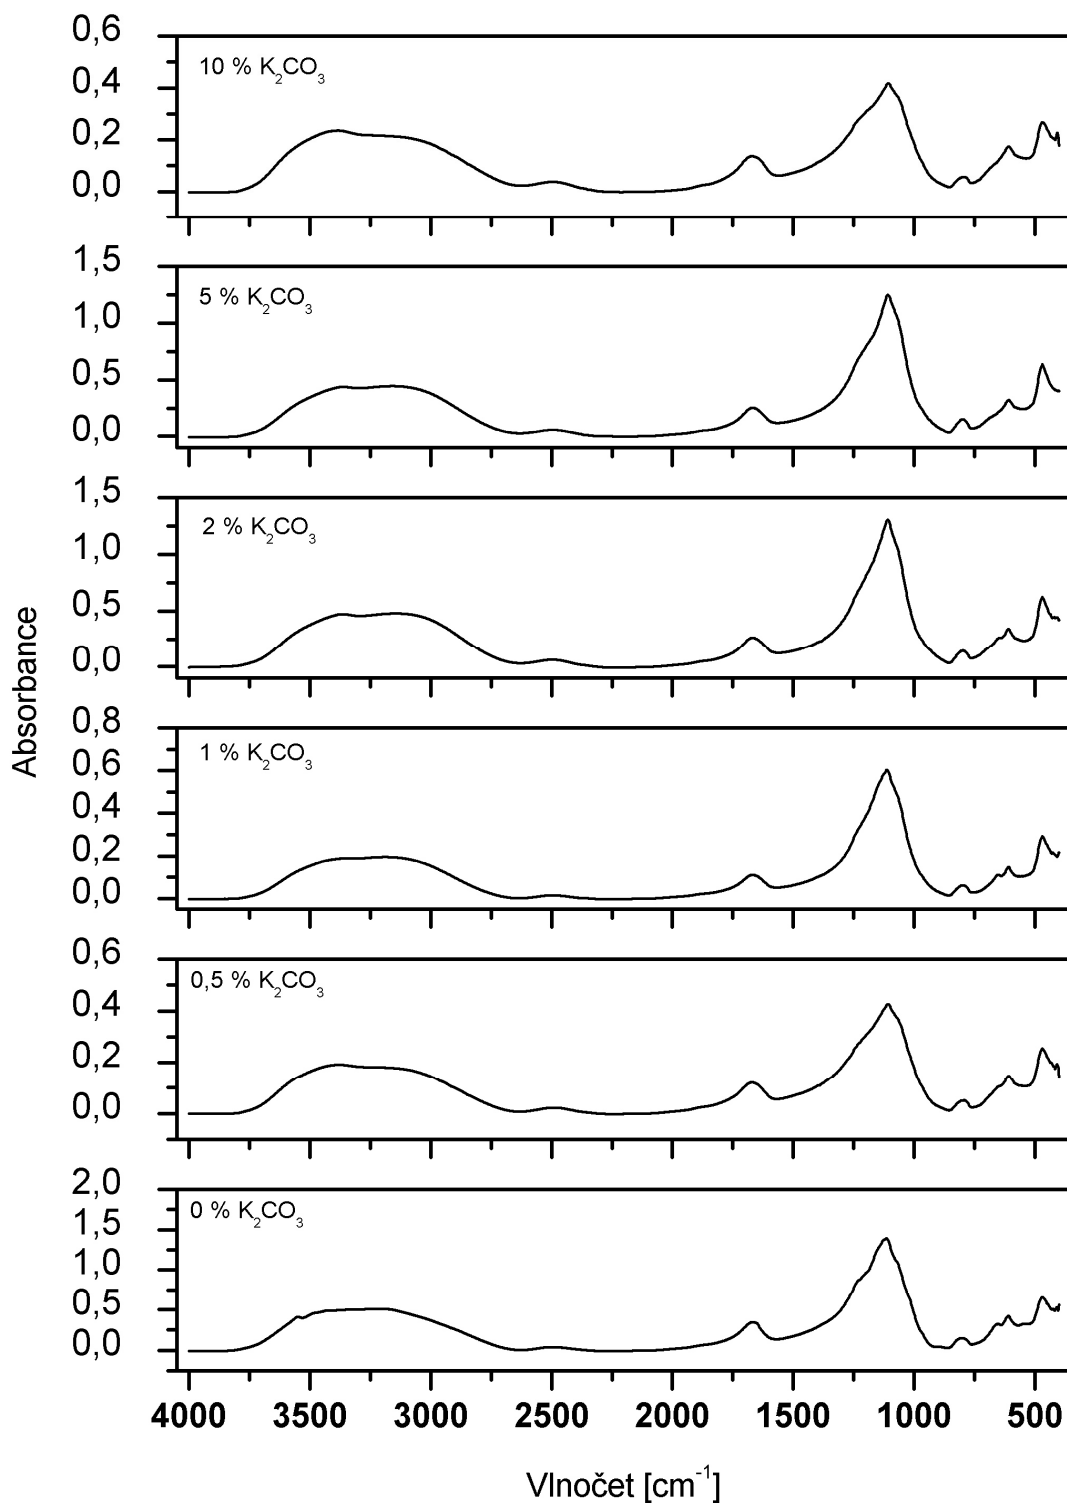 0,6
10 % K₂CO₃
0,4
0,2
0,0
1,5
5 % K₂CO₃
1,0
0,5
0,0
1,5
2 % K₂CO₃
1,0
0,5
0,0
Absorbance
0,8
1 % K₂CO₃
0,6
0,4
0,2
0,0
0,6
0,5 % K₂CO₃
0,4
0,2
0,0
2,0
0 % K₂CO₃
1,5
1,0
0,5
0,0
4000 3500 3000 2500 2000 1500 1000 500
Vlnočet [cm⁻¹]